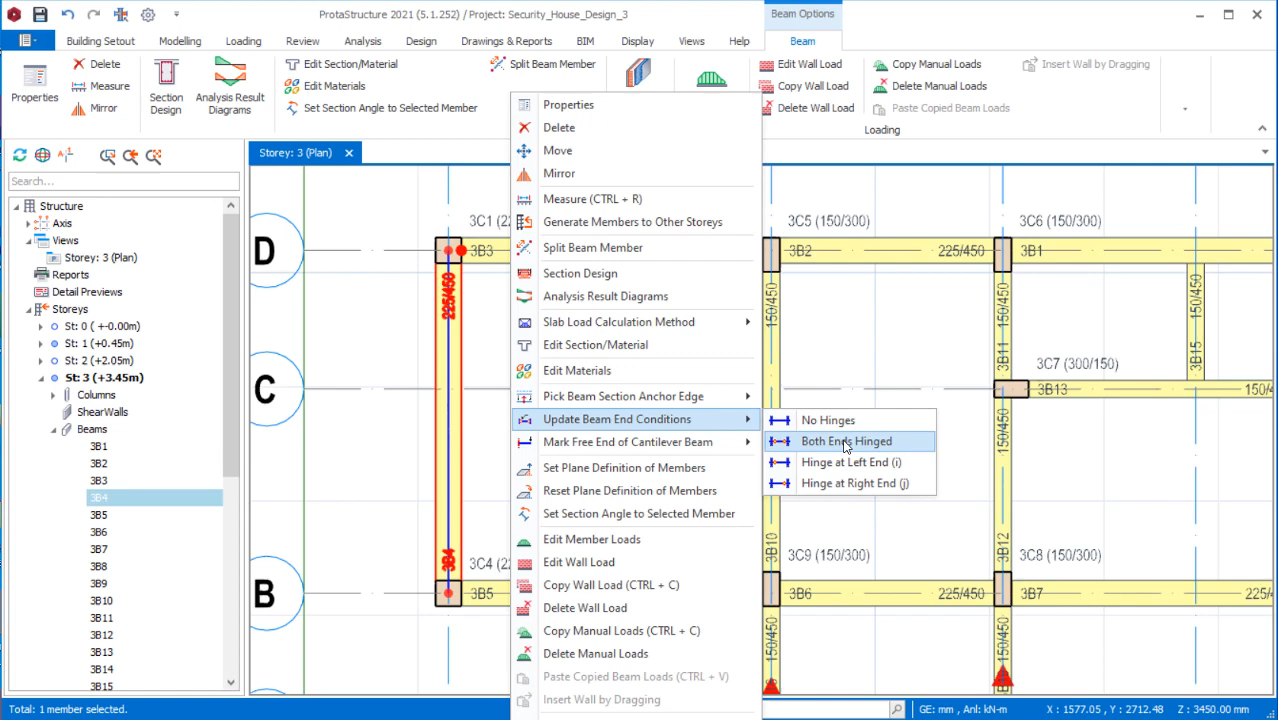 ProtaStructure 2021 (5.1.252) / Project: Security_House_Design_3
Beam Options
Building Setout
Modelling
Loading
Review
Analysis
Design
Drawings & Reports
BIM
Display
Views
Help
Beam
Properties
Delete
Measure
Mirror
Section Design
Analysis Result Diagrams
Edit Section/Material
Edit Materials
Set Section Angle to Selected Member
Split Beam Member
Edit Wall Load
Copy Wall Load
Delete Wall Load
Copy Manual Loads
Delete Manual Loads
Paste Copied Beam Loads
Insert Wall by Dragging
Loading
Search...
Structure
Axis
Views
Storey: 3 (Plan)
Reports
Detail Previews
Storeys
St: 0 ( +-0.00m)
St: 1 (+0.45m)
St: 2 (+2.05m)
St: 3 (+3.45m)
Columns
ShearWalls
Beams
3B1
3B2
3B3
3B4
3B5
3B6
3B7
3B8
3B9
3B10
3B11
3B12
3B13
3B14
3B15
Storey: 3 (Plan)
D
C
B
3C1 (22
3B3
225/450
3B4
3C4 (22
3B5
Properties
Delete
Move
Mirror
Measure (CTRL + R)
Generate Members to Other Storeys
Split Beam Member
Section Design
Analysis Result Diagrams
Slab Load Calculation Method
Edit Section/Material
Edit Materials
Pick Beam Section Anchor Edge
Update Beam End Conditions
Mark Free End of Cantilever Beam
Set Plane Definition of Members
Reset Plane Definition of Members
Set Section Angle to Selected Member
Edit Member Loads
Edit Wall Load
Copy Wall Load (CTRL + C)
Delete Wall Load
Copy Manual Loads (CTRL + C)
Delete Manual Loads
Paste Copied Beam Loads (CTRL + V)
Insert Wall by Dragging
No Hinges
Both Ends Hinged
Hinge at Left End (i)
Hinge at Right End (j)
3C5 (150/300)
3C6 (150/300)
3B2
225/450
3B1
150/450
150/450
150/450
3B11
3B15
3C7 (300/150)
3B13
150/4
150/450
3B10
3B12
3C9 (150/300)
3C8 (150/300)
3B6
225/450
3B7
225/
150/450
150/450
Total: 1 member selected.
GE: mm, Anl: kN-m
X : 1577.05
Y : 2712.48
Z : 3450.00 mm